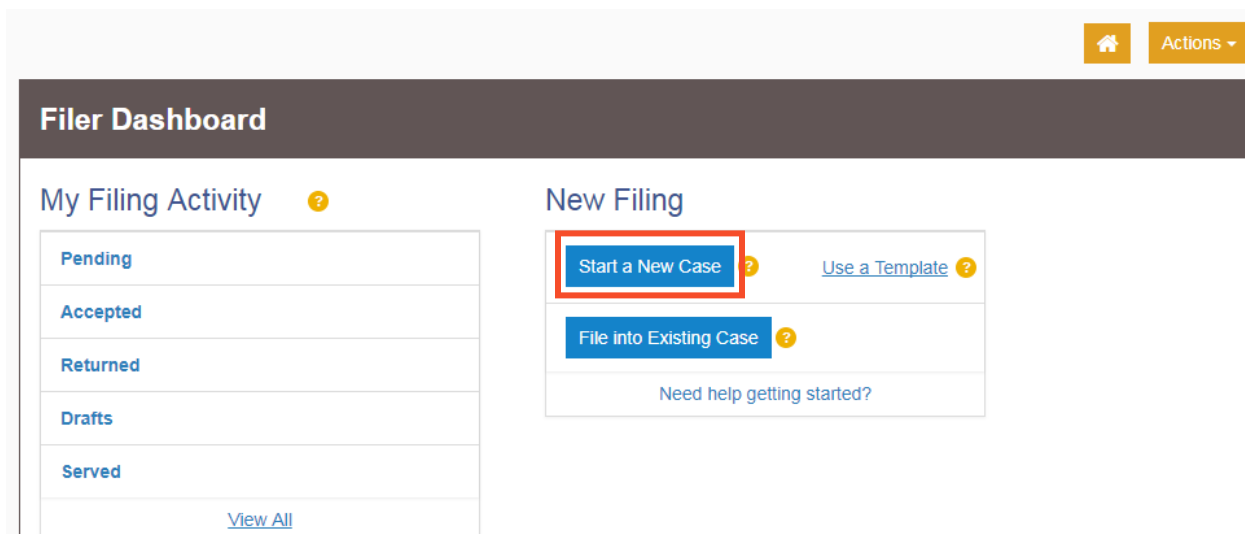 Actions
Filer Dashboard
My Filing Activity ?
Pending
Accepted
Returned
Drafts
Served
View All
New Filing
Start a New Case ? Use a Template ?
File into Existing Case ?
Need help getting started?